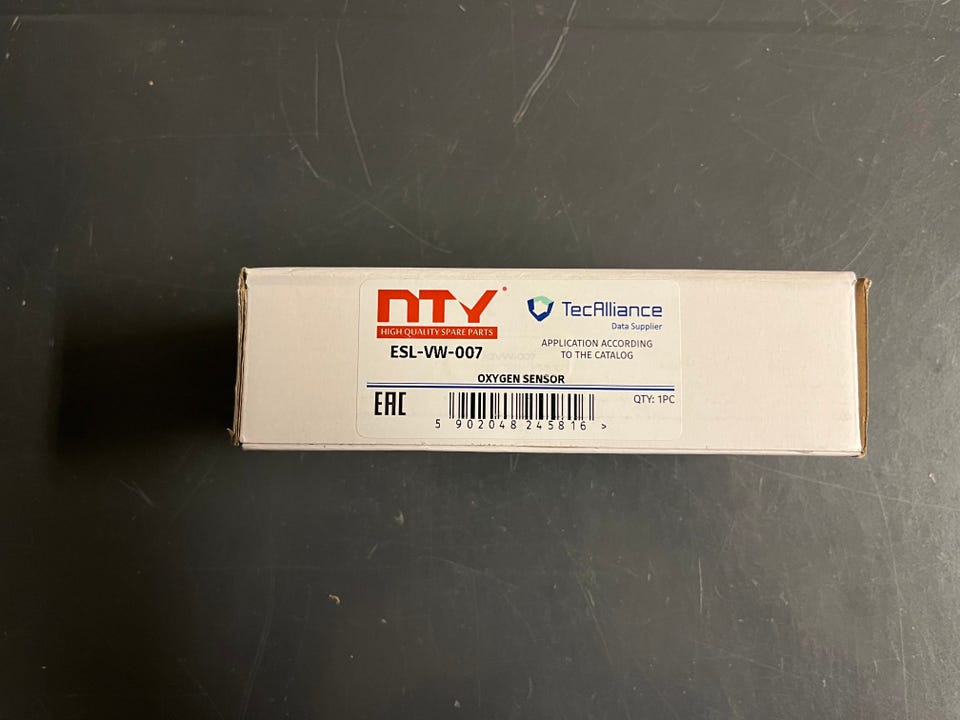 NTY
HIGH QUALITY SPARE PARTS
ESL-VW-007
TecAlliance
Data Supplier
APPLICATION ACCORDING
TO THE CATALOG
OXYGEN SENSOR
EAC
QTY: 1PC
5 902048 245816 >